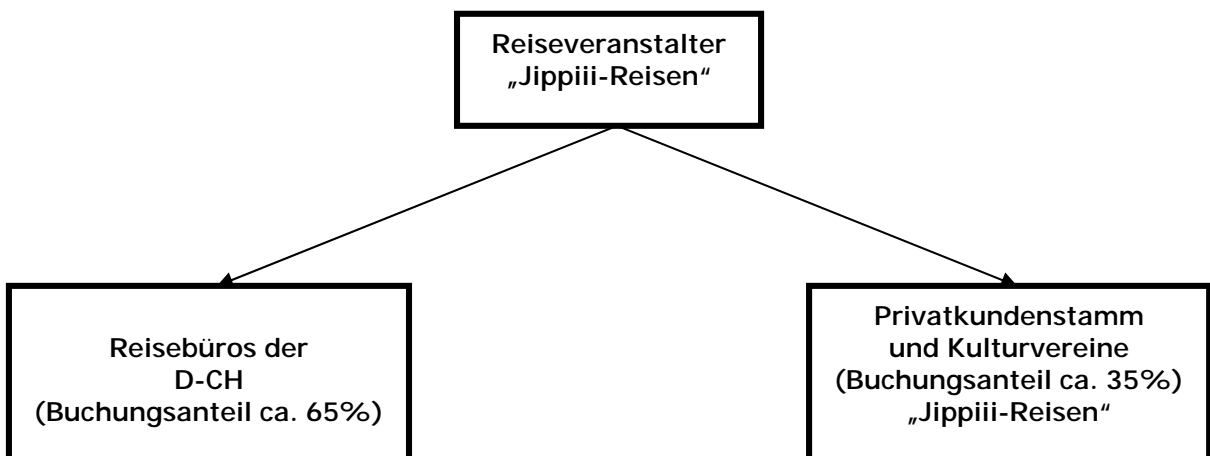 Reiseveranstalter
„Jippiii-Reisen“
Reisebüros der
D-CH
(Buchungsanteil ca. 65%)
Privatkundenstamm
und Kulturvereine
(Buchungsanteil ca. 35%)
„Jippiii-Reisen“